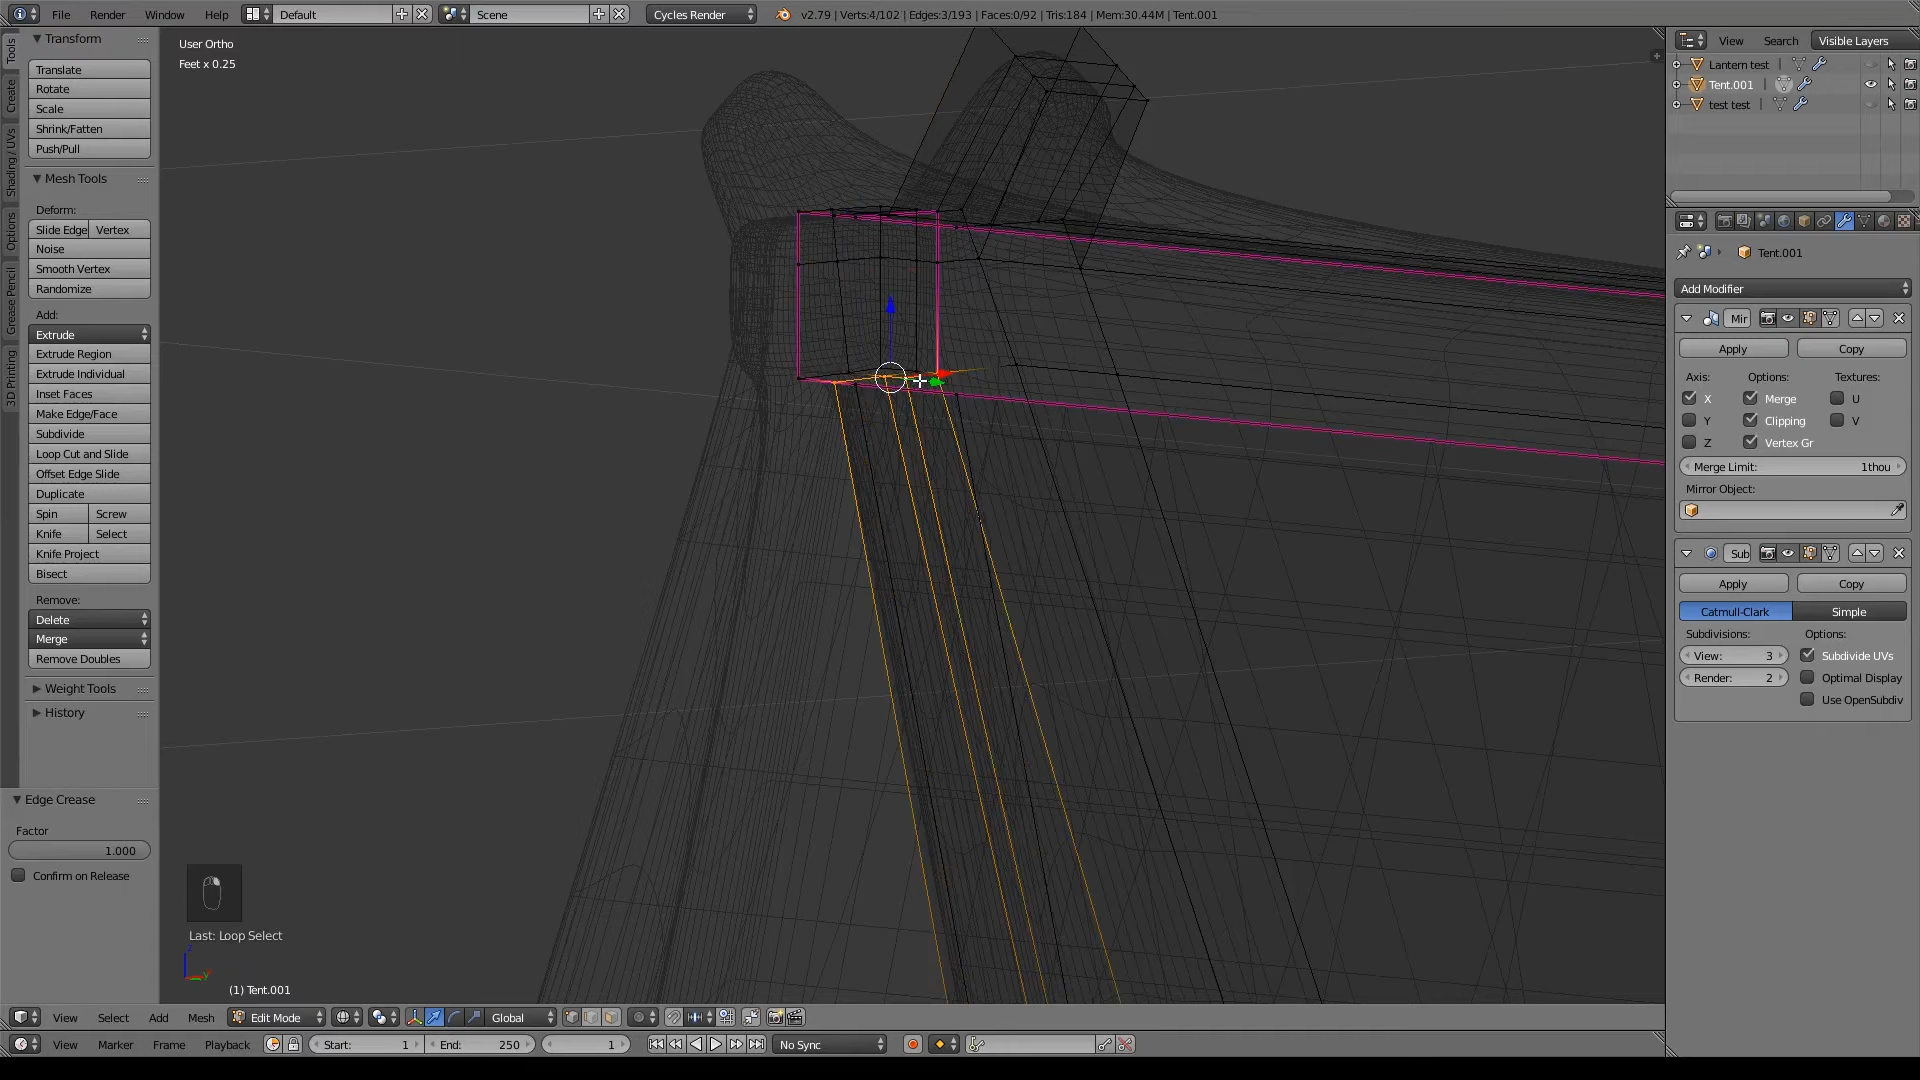 File Render Window Help Default Scene Cycles Render v2.79 | Verts:4/102 | Edges:3/193 | Faces:0/92 | Tris:184 | Mem:30.44M | Tent.001
Tools
Create
Shading / UVs
Options
Grease Pencil
3D Printing
Transform
Translate
Rotate
Scale
Shrink/Fatten
Push/Pull
Mesh Tools
Deform:
Slide Edge Vertex
Noise
Smooth Vertex
Randomize
Add:
Extrude
Extrude Region
Extrude Individual
Inset Faces
Make Edge/Face
Subdivide
Loop Cut and Slide
Offset Edge Slide
Duplicate
Spin Screw
Knife Select
Knife Project
Bisect
Remove:
Delete
Merge
Remove Doubles
Weight Tools
History
Edge Crease
Factor
1.000
Confirm on Release
User Ortho
Feet x 0.25
Last: Loop Select
z
y
(1) Tent.001
View Search Visible Layers
Lantern test
Tent.001
test test
Tent.001
Add Modifier
Mir
Apply Copy
Axis: Options: Textures:
X Merge U
Y Clipping V
Z Vertex Gr
Merge Limit: 1thou
Mirror Object:
Sub
Apply Copy
Catmull-Clark Simple
Subdivisions: Options:
View: 3 Subdivide UVs
Render: 2 Optimal Display
Use OpenSubdiv
View Select Add Mesh Edit Mode Global
View Marker Frame Playback Start: 1 End: 250 1 No Sync